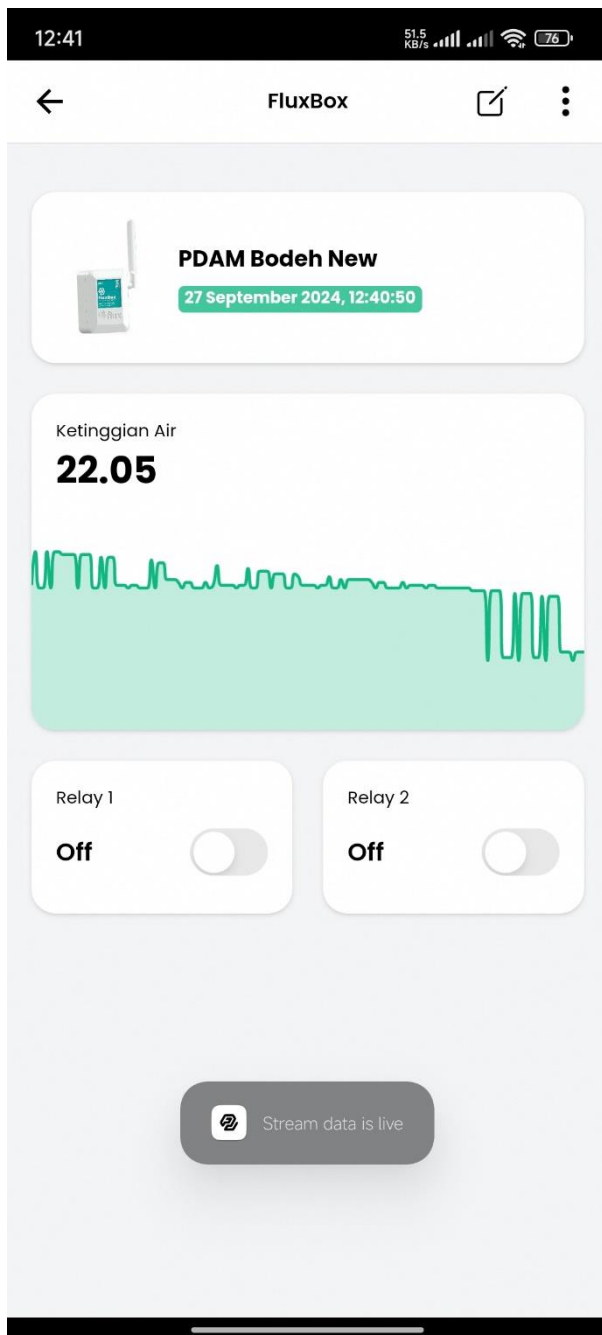 12:41
51.5
KB/s
76
FluxBox
PDAM Bodeh New
27 September 2024, 12:40:50
Ketinggian Air
22.05
Relay 1
Relay 2
Off
Off
Stream data is live